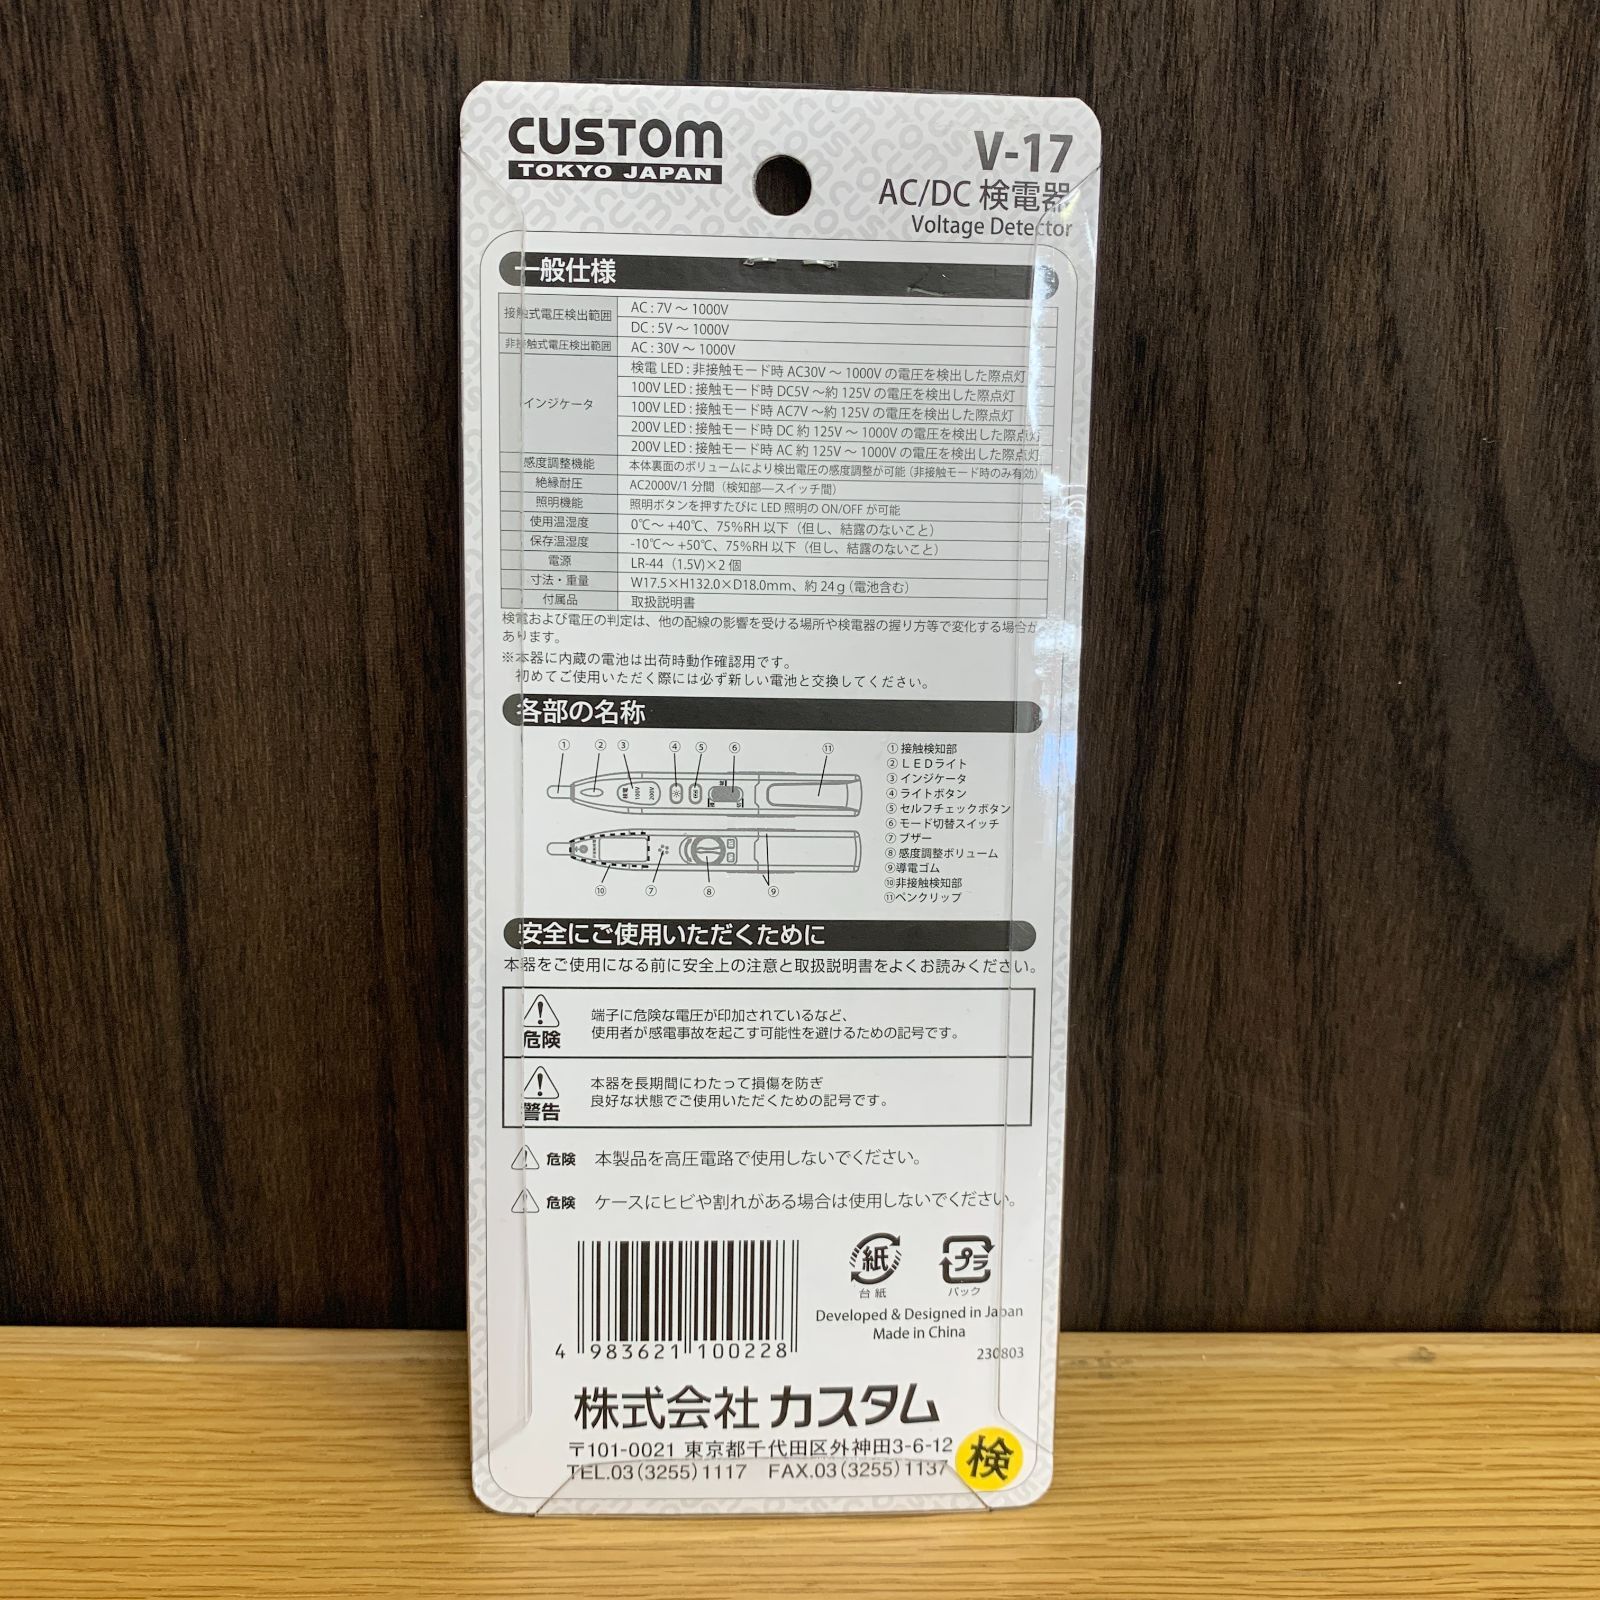 CUSTOM
TOKYO JAPAN
V-17
AC/DC 検電器
Voltage Detector
一般仕様
接触式電圧検出範囲 AC : 7V ～ 1000V
DC : 5V ～ 1000V
非接触式電圧検出範囲 AC : 30V ～ 1000V
インジケータ 検電 LED : 非接触モード時 AC30V ～ 1000V の電圧を検出した際点灯
100V LED : 接触モード時 DC5V ～約 125V の電圧を検出した際点灯
100V LED : 接触モード時 AC7V ～約 125V の電圧を検出した際点灯
200V LED : 接触モード時 DC 約 125V ～ 1000V の電圧を検出した際点灯
200V LED : 接触モード時 AC 約 125V ～ 1000V の電圧を検出した際点灯
感度調整機能 本体裏面のボリュームにより検出電圧の感度調整が可能（非接触モード時のみ有効）
絶縁耐圧 AC2000V/1 分間（検知部―スイッチ間）
照明機能 照明ボタンを押すたびに LED 照明の ON/OFF が可能
使用温湿度 0℃～ +40℃、75%RH 以下（但し、結露のないこと）
保存温湿度 -10℃～ +50℃、75%RH 以下（但し、結露のないこと）
電源 LR-44（1.5V)×2 個
寸法・重量 W17.5×H132.0×D18.0mm、約 24g（電池含む）
付属品 取扱説明書
検電および電圧の判定は、他の配線の影響を受ける場所や検電器の握り方等で変化する場合が
あります。
※本器に内蔵の電池は出荷時動作確認用です。
初めてご使用いただく際には必ず新しい電池と交換してください。
各部の名称
① ② ③ ④ ⑤ ⑥ ⑪
検電 100V 200V
⑩ ⑦ ⑧ ⑨
① 接触検知部
② ＬＥＤライト
③ インジケータ
④ ライトボタン
⑤ セルフチェックボタン
⑥ モード切替スイッチ
⑦ ブザー
⑧ 感度調整ボリューム
⑨導電ゴム
⑩非接触検知部
⑪ペンクリップ
安全にご使用いただくために
本器をご使用になる前に安全上の注意と取扱説明書をよくお読みください。
危険
端子に危険な電圧が印加されているなど、
使用者が感電事故を起こす可能性を避けるための記号です。
警告
本器を長期間にわたって損傷を防ぎ
良好な状態でご使用いただくための記号です。
危険 本製品を高圧電路で使用しないでください。
危険 ケースにヒビや割れがある場合は使用しないでください。
紙
台紙
プラ
パック
Developed & Designed in Japan
Made in China
230803
4 983621 100228
株式会社 カスタム
〒101-0021 東京都千代田区外神田3-6-12
TEL.03(3255)1117 FAX.03(3255)1137
検